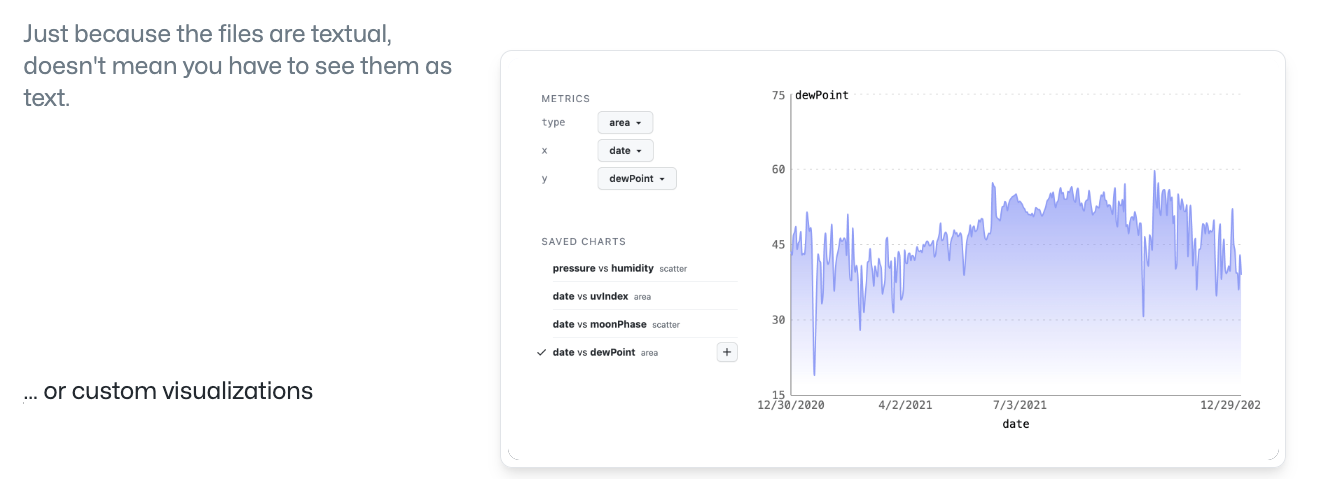 Just because the files are textual,
doesn't mean you have to see them as
text.
... or custom visualizations
METRICS
type area
x date
y dewPoint
SAVED CHARTS
pressure vs humidity scatter
date vs uvIndex area
date vs moonPhase scatter
date vs dewPoint area +
dewPoint
75
60
45
30
15
12/30/2020 4/2/2021 7/3/2021 12/29/202
date